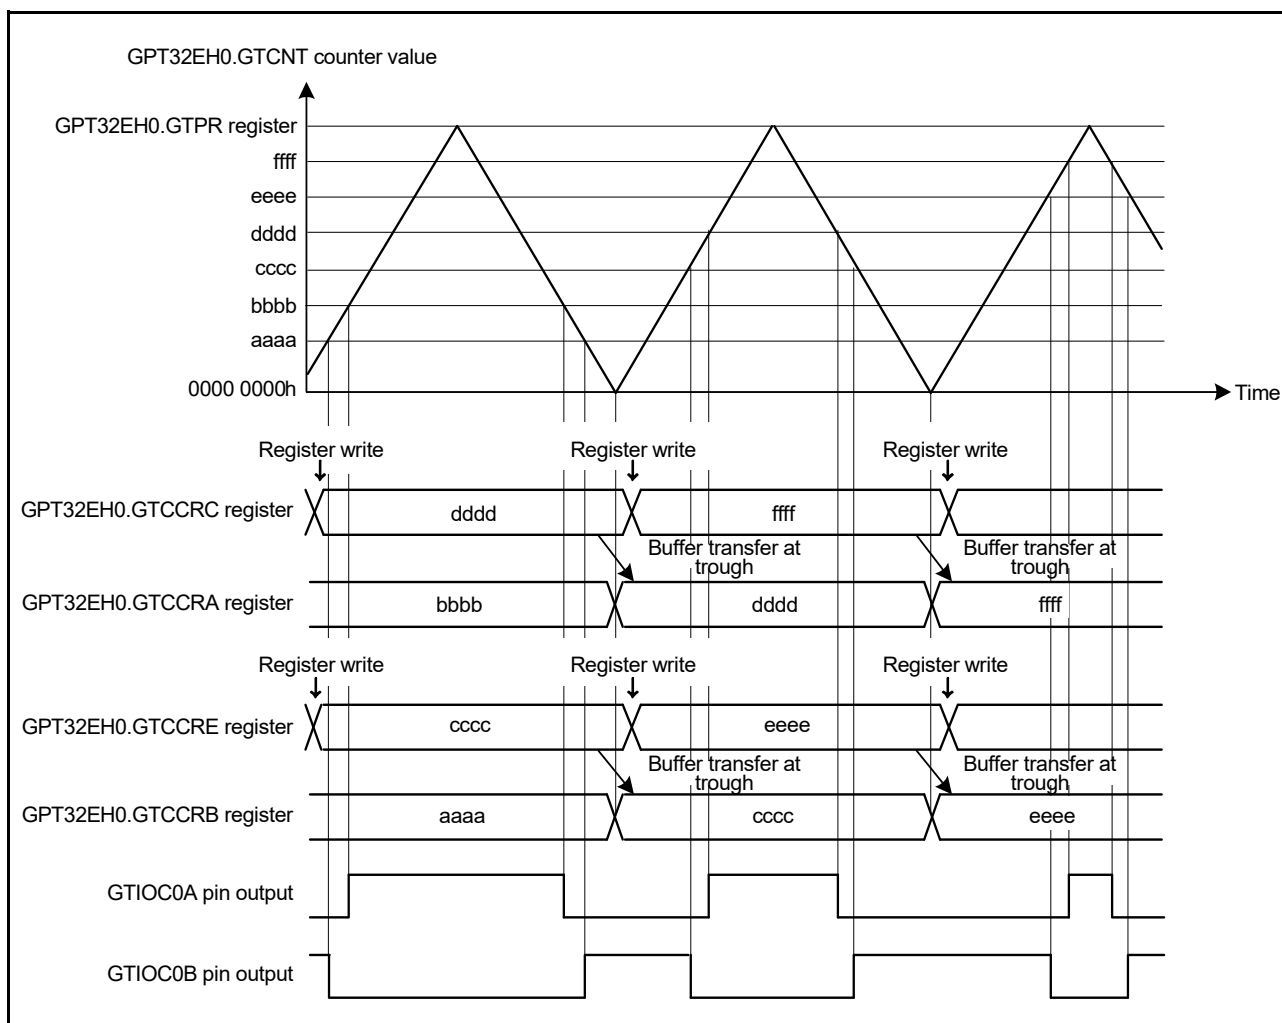 GPT32EH0.GTCNT counter value
GPT32EH0.GTPR register
ffff
eeee
dddd
cccc
bbbb
aaaa
0000 0000h
Time
Register write
Register write
Register write
GPT32EH0.GTCCRC register
dddd
ffff
Buffer transfer at
trough
Buffer transfer at
trough
GPT32EH0.GTCCRA register
bbbb
dddd
ffff
Register write
Register write
Register write
GPT32EH0.GTCCRE register
cccc
eeee
Buffer transfer at
trough
Buffer transfer at
trough
GPT32EH0.GTCCRB register
aaaa
cccc
eeee
GTIOC0A pin output
GTIOC0B pin output